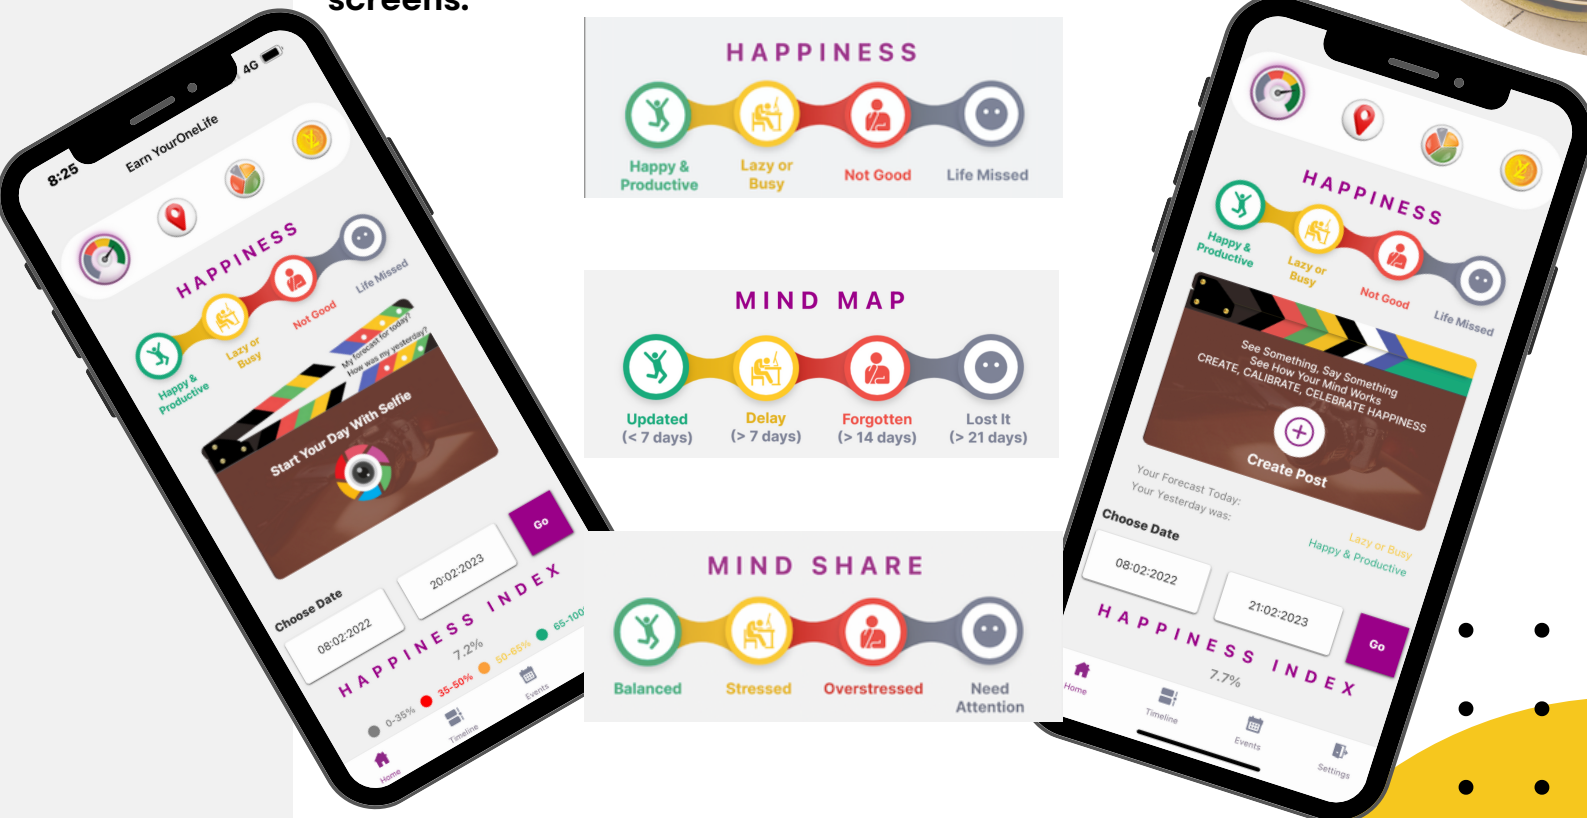 screens.
8:25
4G
Earn YourOneLife
HAPPINESS
Happy &
Productive
Lazy or
Busy
Not Good
Life Missed
My forecast for today?
How was my yesterday?
Start Your Day With Selfie
Choose Date
08:02:2022
20:02:2023
Go
HAPPINESS INDEX
7.2%
0-35%
35-50%
50-65%
Home
Timeline
Events
HAPPINESS
Happy &
Productive
Lazy or
Busy
Not Good
Life Missed
MIND MAP
Updated
(< 7 days)
Delay
(> 7 days)
Forgotten
(> 14 days)
Lost It
(> 21 days)
MIND SHARE
Balanced
Stressed
Overstressed
Need
Attention
HAPPINESS
Happy &
Productive
Lazy or
Busy
Not Good
Life Missed
See Something, Say Something
See How Your Mind Works
CREATE, CALIBRATE, CELEBRATE HAPPINESS
Create Post
Your Forecast Today:
Lazy or Busy
Your Yesterday was:
Happy & Productive
Choose Date
08:02:2022
21:02:2023
Go
HAPPINESS INDEX
7.7%
Home
Timeline
Events
Settings